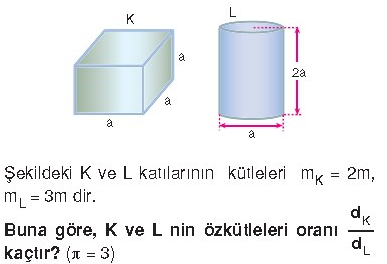 K
L
a
a
a
2a
a
Şekildeki K ve L katılarının kütleleri m_K = 2m,
m_L = 3m dir.
Buna göre, K ve L nin özkütleleri oranı d_K/d_L
kaçtır? (π = 3)